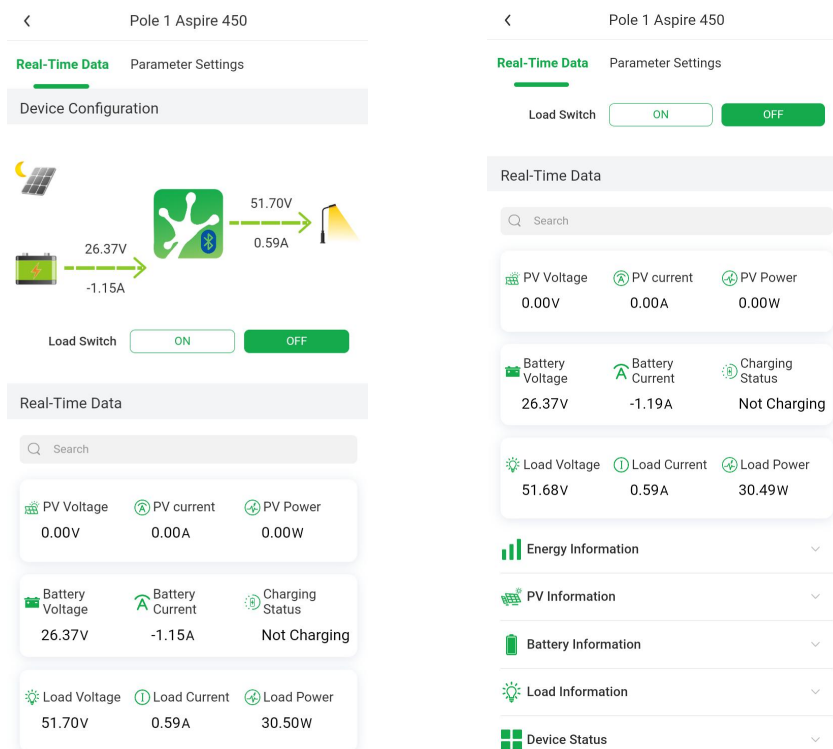 Pole 1 Aspire 450
Real-Time Data Parameter Settings
Device Configuration
51.70V
0.59A
26.37V
-1.15A
Load Switch ON OFF
Real-Time Data
Search
PV Voltage PV current PV Power
0.00V 0.00A 0.00W
Battery Voltage Battery Current Charging Status
26.37V -1.15A Not Charging
Load Voltage Load Current Load Power
51.70V 0.59A 30.50W
Pole 1 Aspire 450
Real-Time Data Parameter Settings
Load Switch ON OFF
Real-Time Data
Search
PV Voltage PV current PV Power
0.00V 0.00A 0.00W
Battery Voltage Battery Current Charging Status
26.37V -1.19A Not Charging
Load Voltage Load Current Load Power
51.68V 0.59A 30.49W
Energy Information
PV Information
Battery Information
Load Information
Device Status